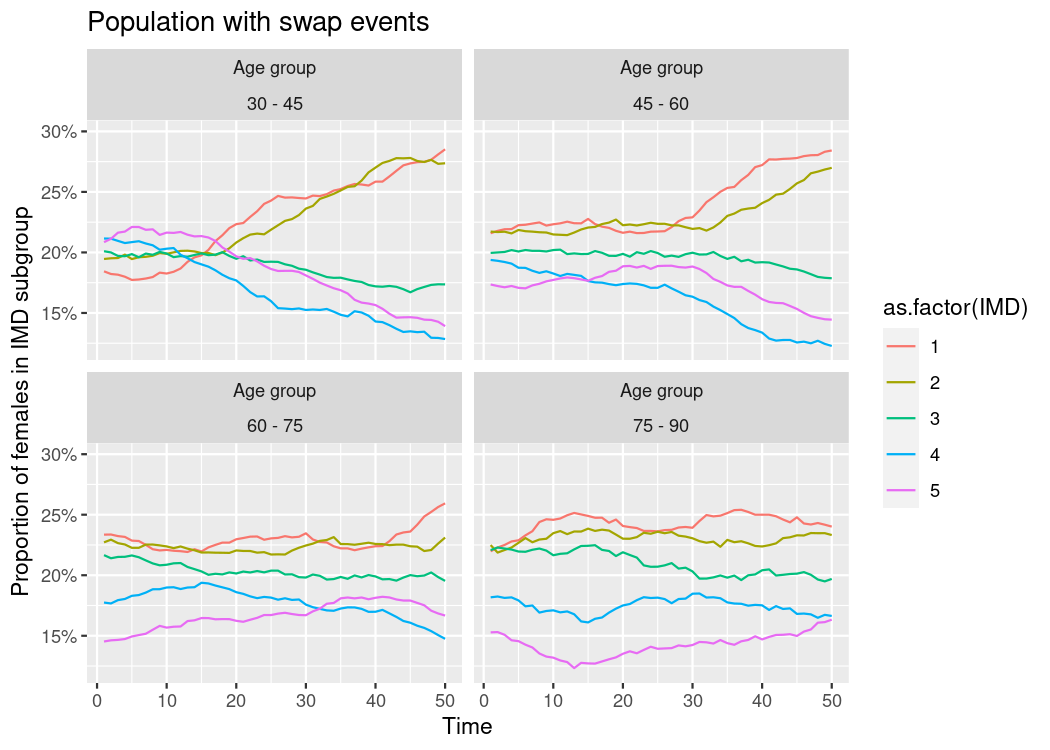 Population with swap events
Age group
30 - 45
Age group
45 - 60
30%
25%
20%
15%
Age group
60 - 75
Age group
75 - 90
30%
25%
20%
15%
0 10 20 30 40 50
0 10 20 30 40 50
Time
Proportion of females in IMD subgroup
as.factor(IMD)
1
2
3
4
5